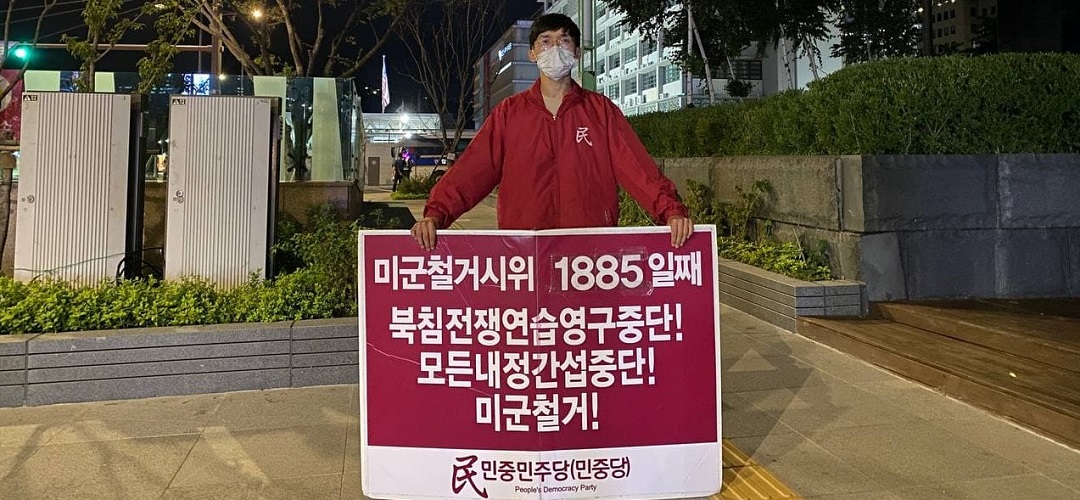 民
미군철거시위 1885일째
북침전쟁연습영구중단!
모든내정간섭중단!
미군철거!
民 민중민주당(민중당)
People's Democracy Party